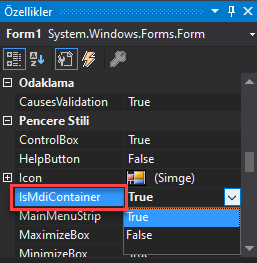 Özellikler
Form1 System.Windows.Forms.Form
Odaklama
CausesValidation True
Pencere Stili
ControlBox True
HelpButton False
Icon (Simge)
IsMdiContainer True
MainMenuStrip True
MaximizeBox False
MinimizeBox True